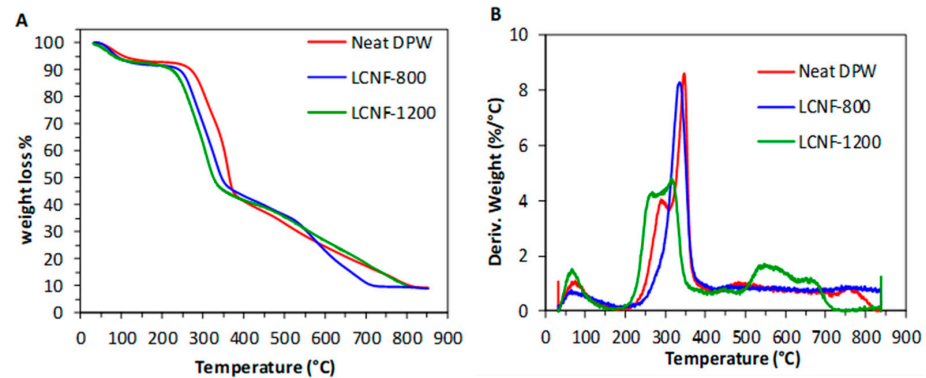 A
weight loss %
100
90
80
70
60
50
40
30
20
10
0
Neat DPW
LCNF-800
LCNF-1200
0 100 200 300 400 500 600 700 800 900
Temperature (°C)
B
Deriv. Weight (%/°C)
10
8
6
4
2
0
Neat DPW
LCNF-800
LCNF-1200
0 100 200 300 400 500 600 700 800 900
Temperature (°C)